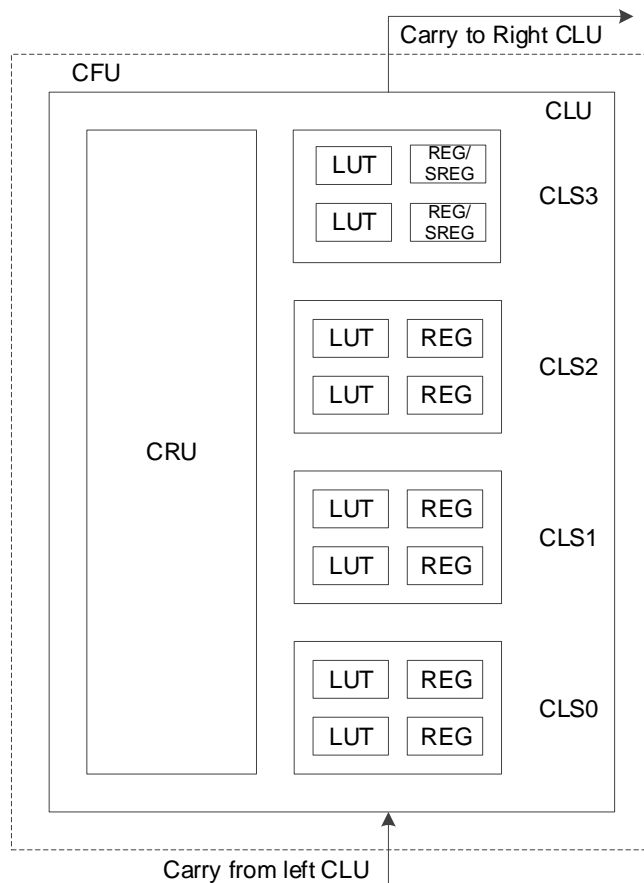 Carry to Right CLU
CFU
CLU
LUT
REG/
SREG
LUT
REG/
SREG
CLS3
LUT
REG
LUT
REG
CLS2
CRU
LUT
REG
LUT
REG
CLS1
LUT
REG
LUT
REG
CLS0
Carry from left CLU